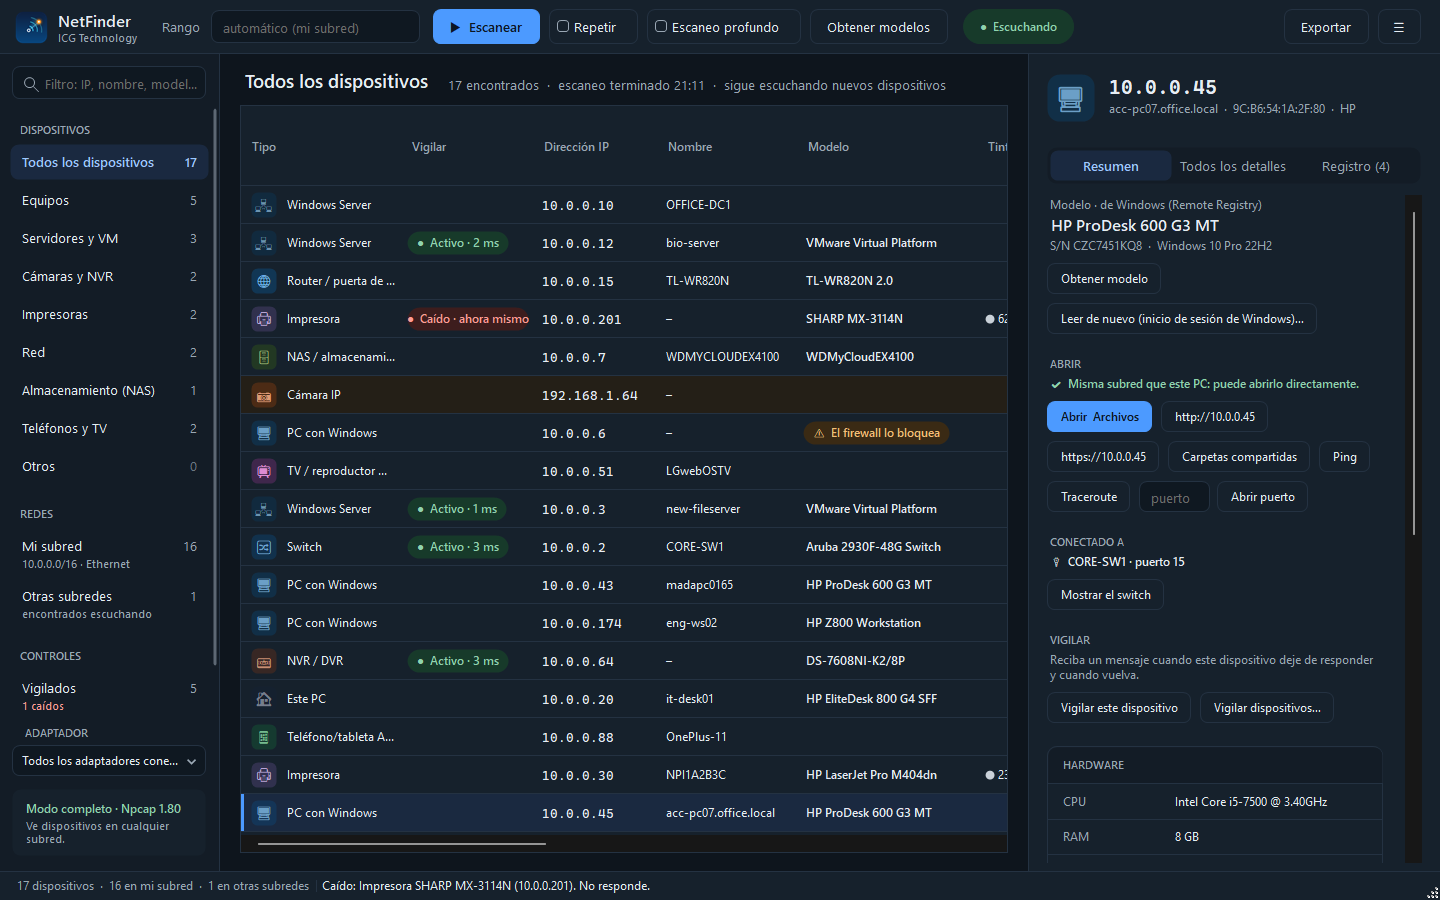 NetFinder
ICG Technology
Rango
automático (mi subred)
Escanear
Repetir
Escaneo profundo
Obtener modelos
Escuchando
Exportar
Filtro: IP, nombre, model...
DISPOSITIVOS
Todos los dispositivos 17
Equipos 5
Servidores y VM 3
Cámaras y NVR 2
Impresoras 2
Red 2
Almacenamiento (NAS) 1
Teléfonos y TV 2
Otros 0
REDES
Mi subred 16
10.0.0.0/16 · Ethernet
Otras subredes 1
encontrados escuchando
CONTROLES
Vigilados 5
1 caídos
ADAPTADOR
Todos los adaptadores cone...
Modo completo · Npcap 1.80
Ve dispositivos en cualquier
subred.
Todos los dispositivos
17 encontrados · escaneo terminado 21:11 · sigue escuchando nuevos dispositivos
Tipo Vigilar Dirección IP Nombre Modelo Tint
Windows Server 10.0.0.10 OFFICE-DC1
Windows Server Activo · 2 ms 10.0.0.12 bio-server VMware Virtual Platform
Router / puerta de ... 10.0.0.15 TL-WR820N TL-WR820N 2.0
Impresora Caído · ahora mismo 10.0.0.201 – SHARP MX-3114N 62
NAS / almacenami... 10.0.0.7 WDMYCLOUDEX4100 WDMyCloudEX4100
Cámara IP 192.168.1.64 –
PC con Windows 10.0.0.6 – El firewall lo bloquea
TV / reproductor ... 10.0.0.51 LGwebOSTV
Windows Server Activo · 1 ms 10.0.0.3 new-fileserver VMware Virtual Platform
Switch Activo · 3 ms 10.0.0.2 CORE-SW1 Aruba 2930F-48G Switch
PC con Windows 10.0.0.43 madapc0165 HP ProDesk 600 G3 MT
PC con Windows 10.0.0.174 eng-ws02 HP Z800 Workstation
NVR / DVR Activo · 3 ms 10.0.0.64 – DS-7608NI-K2/8P
Este PC 10.0.0.20 it-desk01 HP EliteDesk 800 G4 SFF
Teléfono/tableta A... 10.0.0.88 OnePlus-11
Impresora 10.0.0.30 NPI1A2B3C HP LaserJet Pro M404dn 23
PC con Windows 10.0.0.45 acc-pc07.office.local HP ProDesk 600 G3 MT
10.0.0.45
acc-pc07.office.local · 9C:B6:54:1A:2F:80 · HP
Resumen Todos los detalles Registro (4)
Modelo · de Windows (Remote Registry)
HP ProDesk 600 G3 MT
S/N CZC7451KQ8 · Windows 10 Pro 22H2
Obtener modelo
Leer de nuevo (inicio de sesión de Windows)...
ABRIR
Misma subred que este PC: puede abrirlo directamente.
Abrir Archivos http://10.0.0.45
https://10.0.0.45 Carpetas compartidas Ping
Traceroute puerto Abrir puerto
CONECTADO A
CORE-SW1 · puerto 15
Mostrar el switch
VIGILAR
Reciba un mensaje cuando este dispositivo deje de responder
y cuando vuelva.
Vigilar este dispositivo Vigilar dispositivos...
HARDWARE
CPU Intel Core i5-7500 @ 3.40GHz
RAM 8 GB
17 dispositivos · 16 en mi subred · 1 en otras subredes Caído: Impresora SHARP MX-3114N (10.0.0.201). No responde.